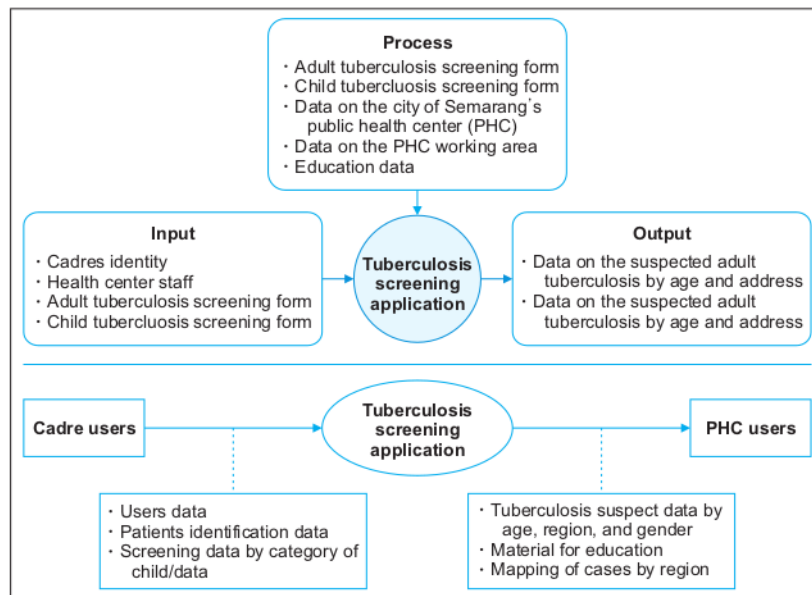 Process
· Adult tuberculosis screening form
· Child tubercluosis screening form
· Data on the city of Semarang's
public health center (PHC)
· Data on the PHC working area
· Education data
Input
· Cadres identity
· Health center staff
· Adult tuberculosis screening form
· Child tubercluosis screening form
Tuberculosis
screening
application
Output
· Data on the suspected adult
tuberculosis by age and address
· Data on the suspected adult
tuberculosis by age and address
Cadre users
Tuberculosis
screening
application
PHC users
· Users data
· Patients identification data
· Screening data by category of
child/data
· Tuberculosis suspect data by
age, region, and gender
· Material for education
· Mapping of cases by region